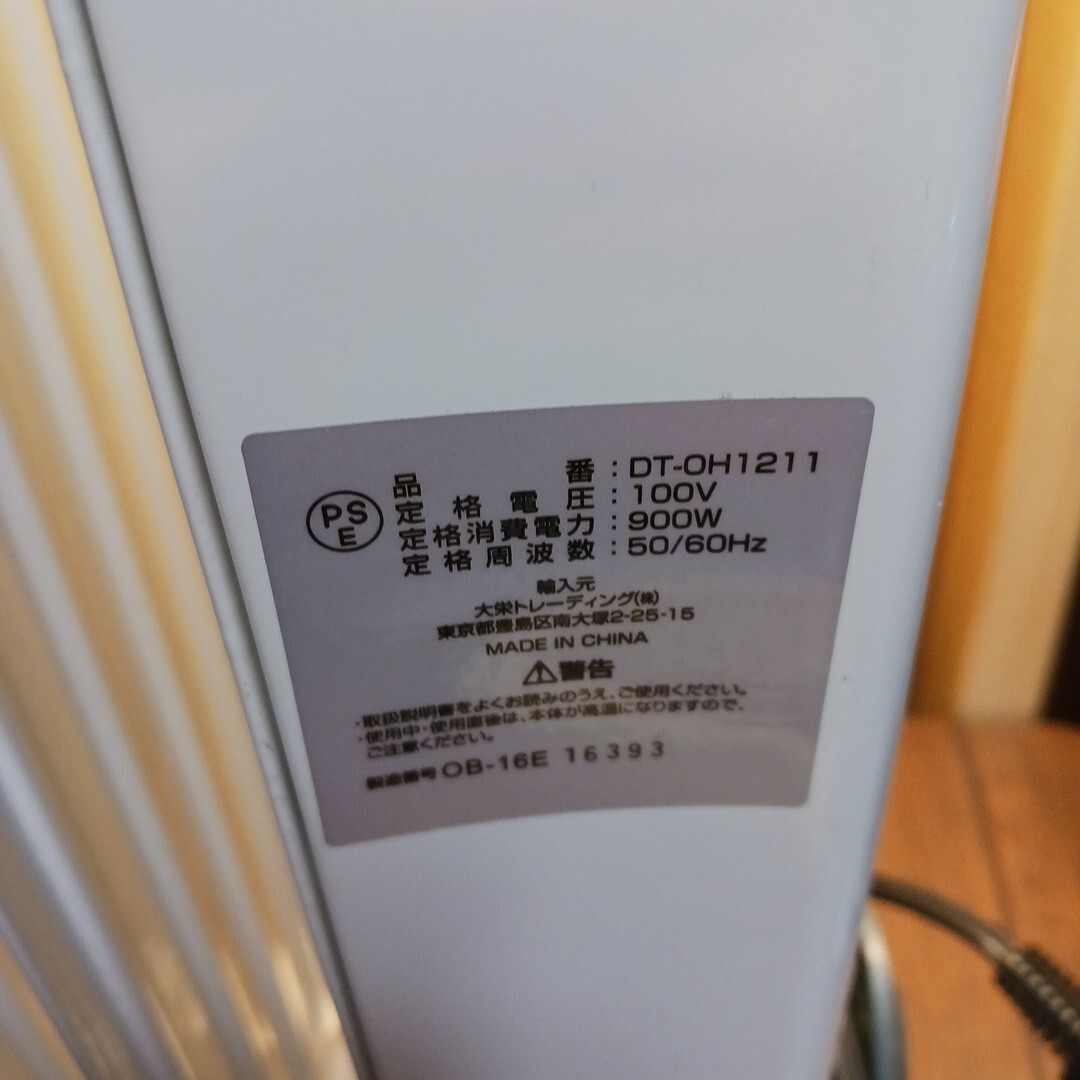 PS
E
品番：DT-OH1211
定格電圧：100V
定格消費電力：900W
定格周波数：50/60Hz
輸入元
大栄トレーディング(株)
東京都豊島区南大塚2-25-15
MADE IN CHINA
⚠警告
・取扱説明書をよくお読みのうえ、ご使用ください。
・使用中・使用直後は、本体が高温になりますので、
ご注意ください。
製造番号 OB-16E 16393